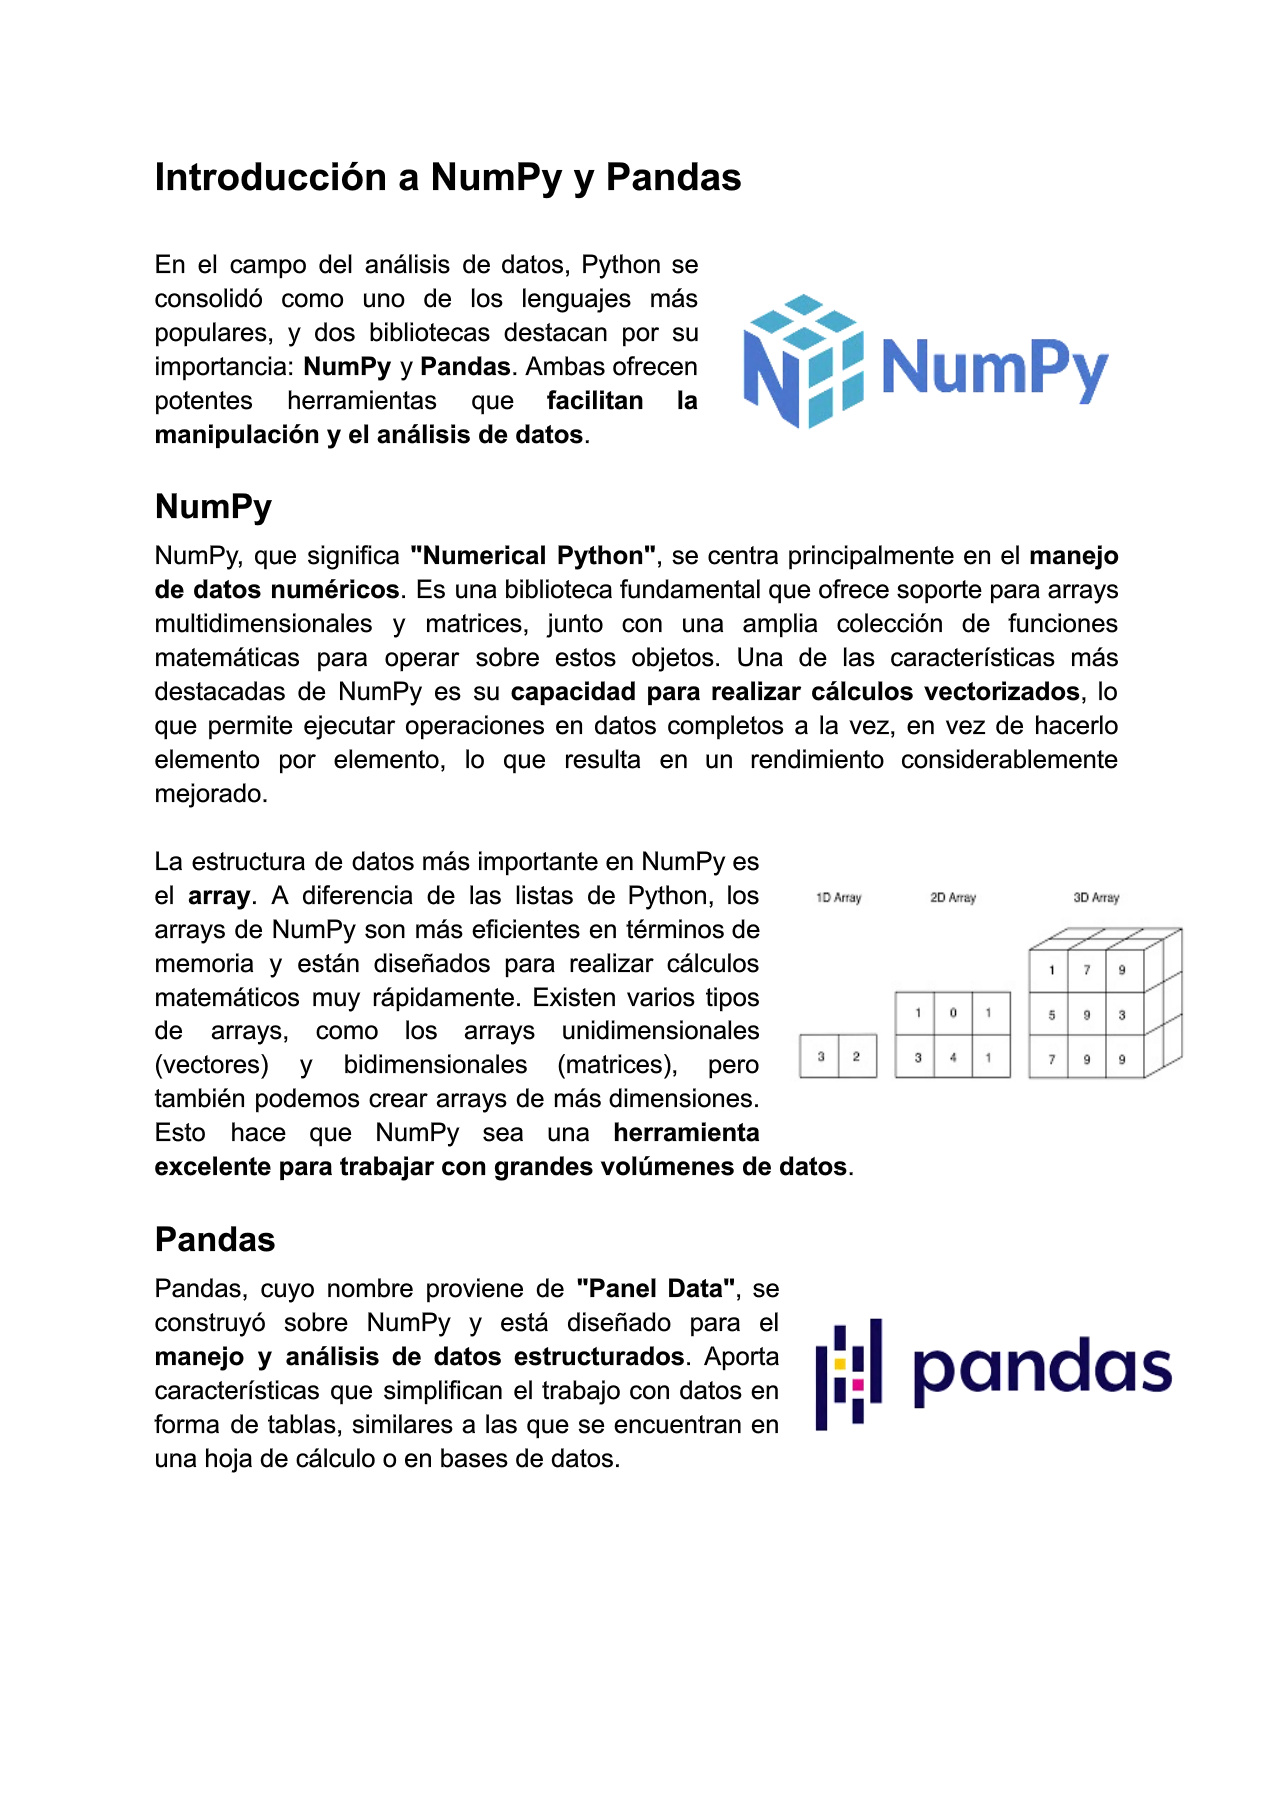 Introducción a NumPy y Pandas
En el campo del análisis de datos, Python se
consolidó como uno de los lenguajes más
populares, y dos bibliotecas destacan por su
importancia: NumPy y Pandas. Ambas ofrecen
potentes herramientas que facilitan la
manipulación y el análisis de datos.
NumPy
NumPy
NumPy, que significa "Numerical Python", se centra principalmente en el manejo
de datos numéricos. Es una biblioteca fundamental que ofrece soporte para arrays
multidimensionales y matrices, junto con una amplia colección de funciones
matemáticas para operar sobre estos objetos. Una de las características más
destacadas de NumPy es su capacidad para realizar cálculos vectorizados, lo
que permite ejecutar operaciones en datos completos a la vez, en vez de hacerlo
elemento por elemento, lo que resulta en un rendimiento considerablemente
mejorado.
La estructura de datos más importante en NumPy es
el array. A diferencia de las listas de Python, los
arrays de NumPy son más eficientes en términos de
memoria y están diseñados para realizar cálculos
matemáticos muy rápidamente. Existen varios tipos
de arrays, como los arrays unidimensionales
(vectores) y bidimensionales (matrices), pero
también podemos crear arrays de más dimensiones.
Esto hace que NumPy sea una herramienta
excelente para trabajar con grandes volúmenes de datos.
1D Array 2D Array 3D Array
1 7 9
1 0 1 5 9 3
3 2 3 4 1 7 9 9
Pandas
Pandas, cuyo nombre proviene de "Panel Data", se
construyó sobre NumPy y está diseñado para el
manejo y análisis de datos estructurados. Aporta
características que simplifican el trabajo con datos en
forma de tablas, similares a las que se encuentran en
una hoja de cálculo o en bases de datos.
pandas